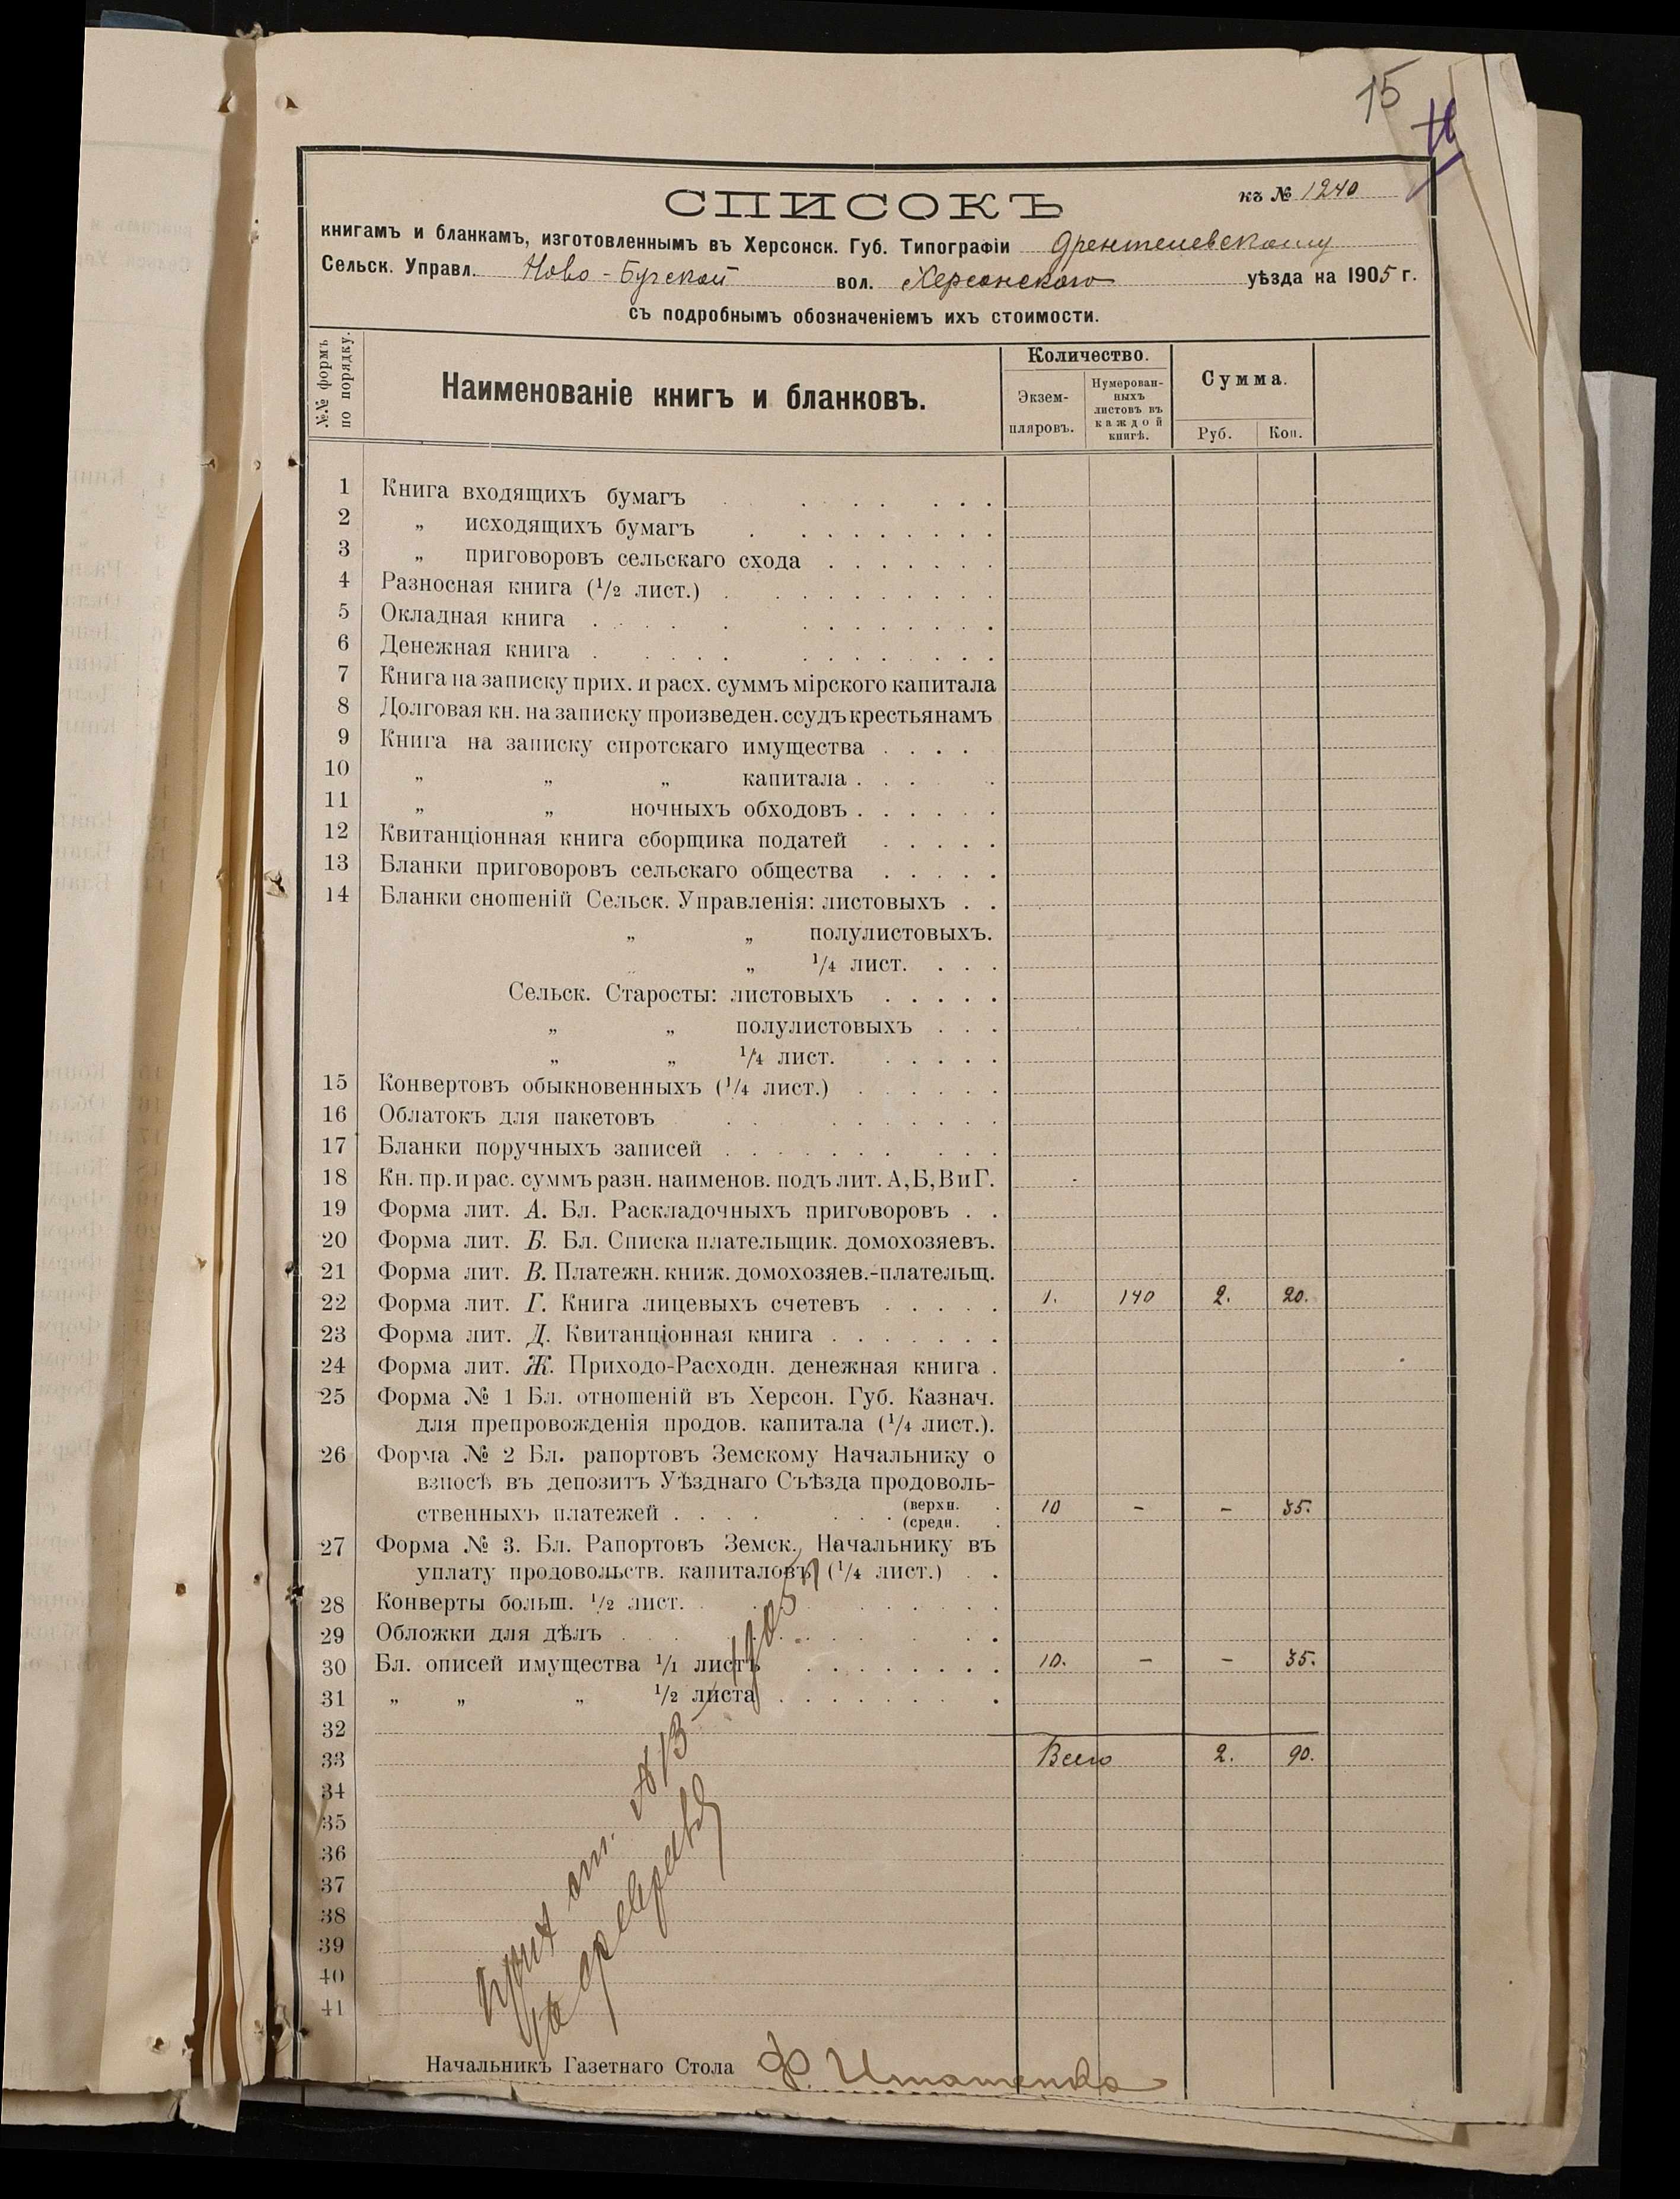 15
СПИСОКЪ
къ № 1240
книгамъ и бланкамъ, изготовленнымъ въ Херсонск. Губ. Типографіи Дрентелевскому
Сельск. Управл. Ново-Бугской вол. Херсонского уѣзда на 1905 г.
съ подробнымъ обозначеніемъ ихъ стоимости.
№.№ формъ по порядку.
Наименованіе книгъ и бланковъ.
Количество.
Экзем-
пляровъ.
Нумерован-
ныхъ
листовъ въ
каждой
книгѣ.
Сумма.
Руб. Коп.
1 Книга входящихъ бумагъ
2 „ исходящихъ бумагъ
3 „ приговоровъ сельскаго схода
4 Разносная книга (1/2 лист.)
5 Окладная книга
6 Денежная книга
7 Книга на записку прих. и расх. суммъ мірского капитала
8 Долговая кн. на записку произведен. ссудъ крестьянамъ
9 Книга на записку сиротскаго имущества
10 „ „ „ капитала
11 „ „ ночныхъ обходовъ
12 Квитанціонная книга сборщика податей
13 Бланки приговоровъ сельскаго общества
14 Бланки сношеній Сельск. Управленія: листовыхъ
„ „ полулистовыхъ.
„ „ 1/4 лист.
Сельск. Старосты: листовыхъ
„ „ полулистовыхъ
„ „ 1/4 лист.
15 Конвертовъ обыкновенныхъ (1/4 лист.)
16 Облатокъ для пакетовъ
17 Бланки поручныхъ записей
18 Кн. пр. и рас. суммъ разн. наименов. подъ лит. А, Б, В и Г.
19 Форма лит. А. Бл. Раскладочныхъ приговоровъ
20 Форма лит. Б. Бл. Списка плательщик. домохозяевъ.
21 Форма лит. В. Платежн. книж. домохозяев.-плательщ.
22 Форма лит. Г. Книга лицевыхъ счетевъ 1. 140 2. 20.
23 Форма лит. Д. Квитанціонная книга
24 Форма лит. Ж. Приходо-Расходн. денежная книга
25 Форма № 1 Бл. отношеній въ Херсон. Губ. Казнач.
для препровожденія продов. капитала (1/4 лист.).
26 Форма № 2 Бл. рапортовъ Земскому Начальнику о
взносѣ въ депозитъ Уѣзднаго Съѣзда продоволь-
ственныхъ платежей (верхн. (средн. 10 - - 35.
27 Форма № 3. Бл. Рапортовъ Земск. Начальнику въ
уплату продовольств. капиталовъ (1/4 лист.)
28 Конверты больш. 1/2 лист.
29 Обложки для дѣлъ
30 Бл. описей имущества 1/1 листъ 10. - - 35.
31 „ „ „ 1/2 листа
32
33 Всего 2. 90.
34
35
36
37
38
39
40
41
Начальникъ Газетнаго Стола